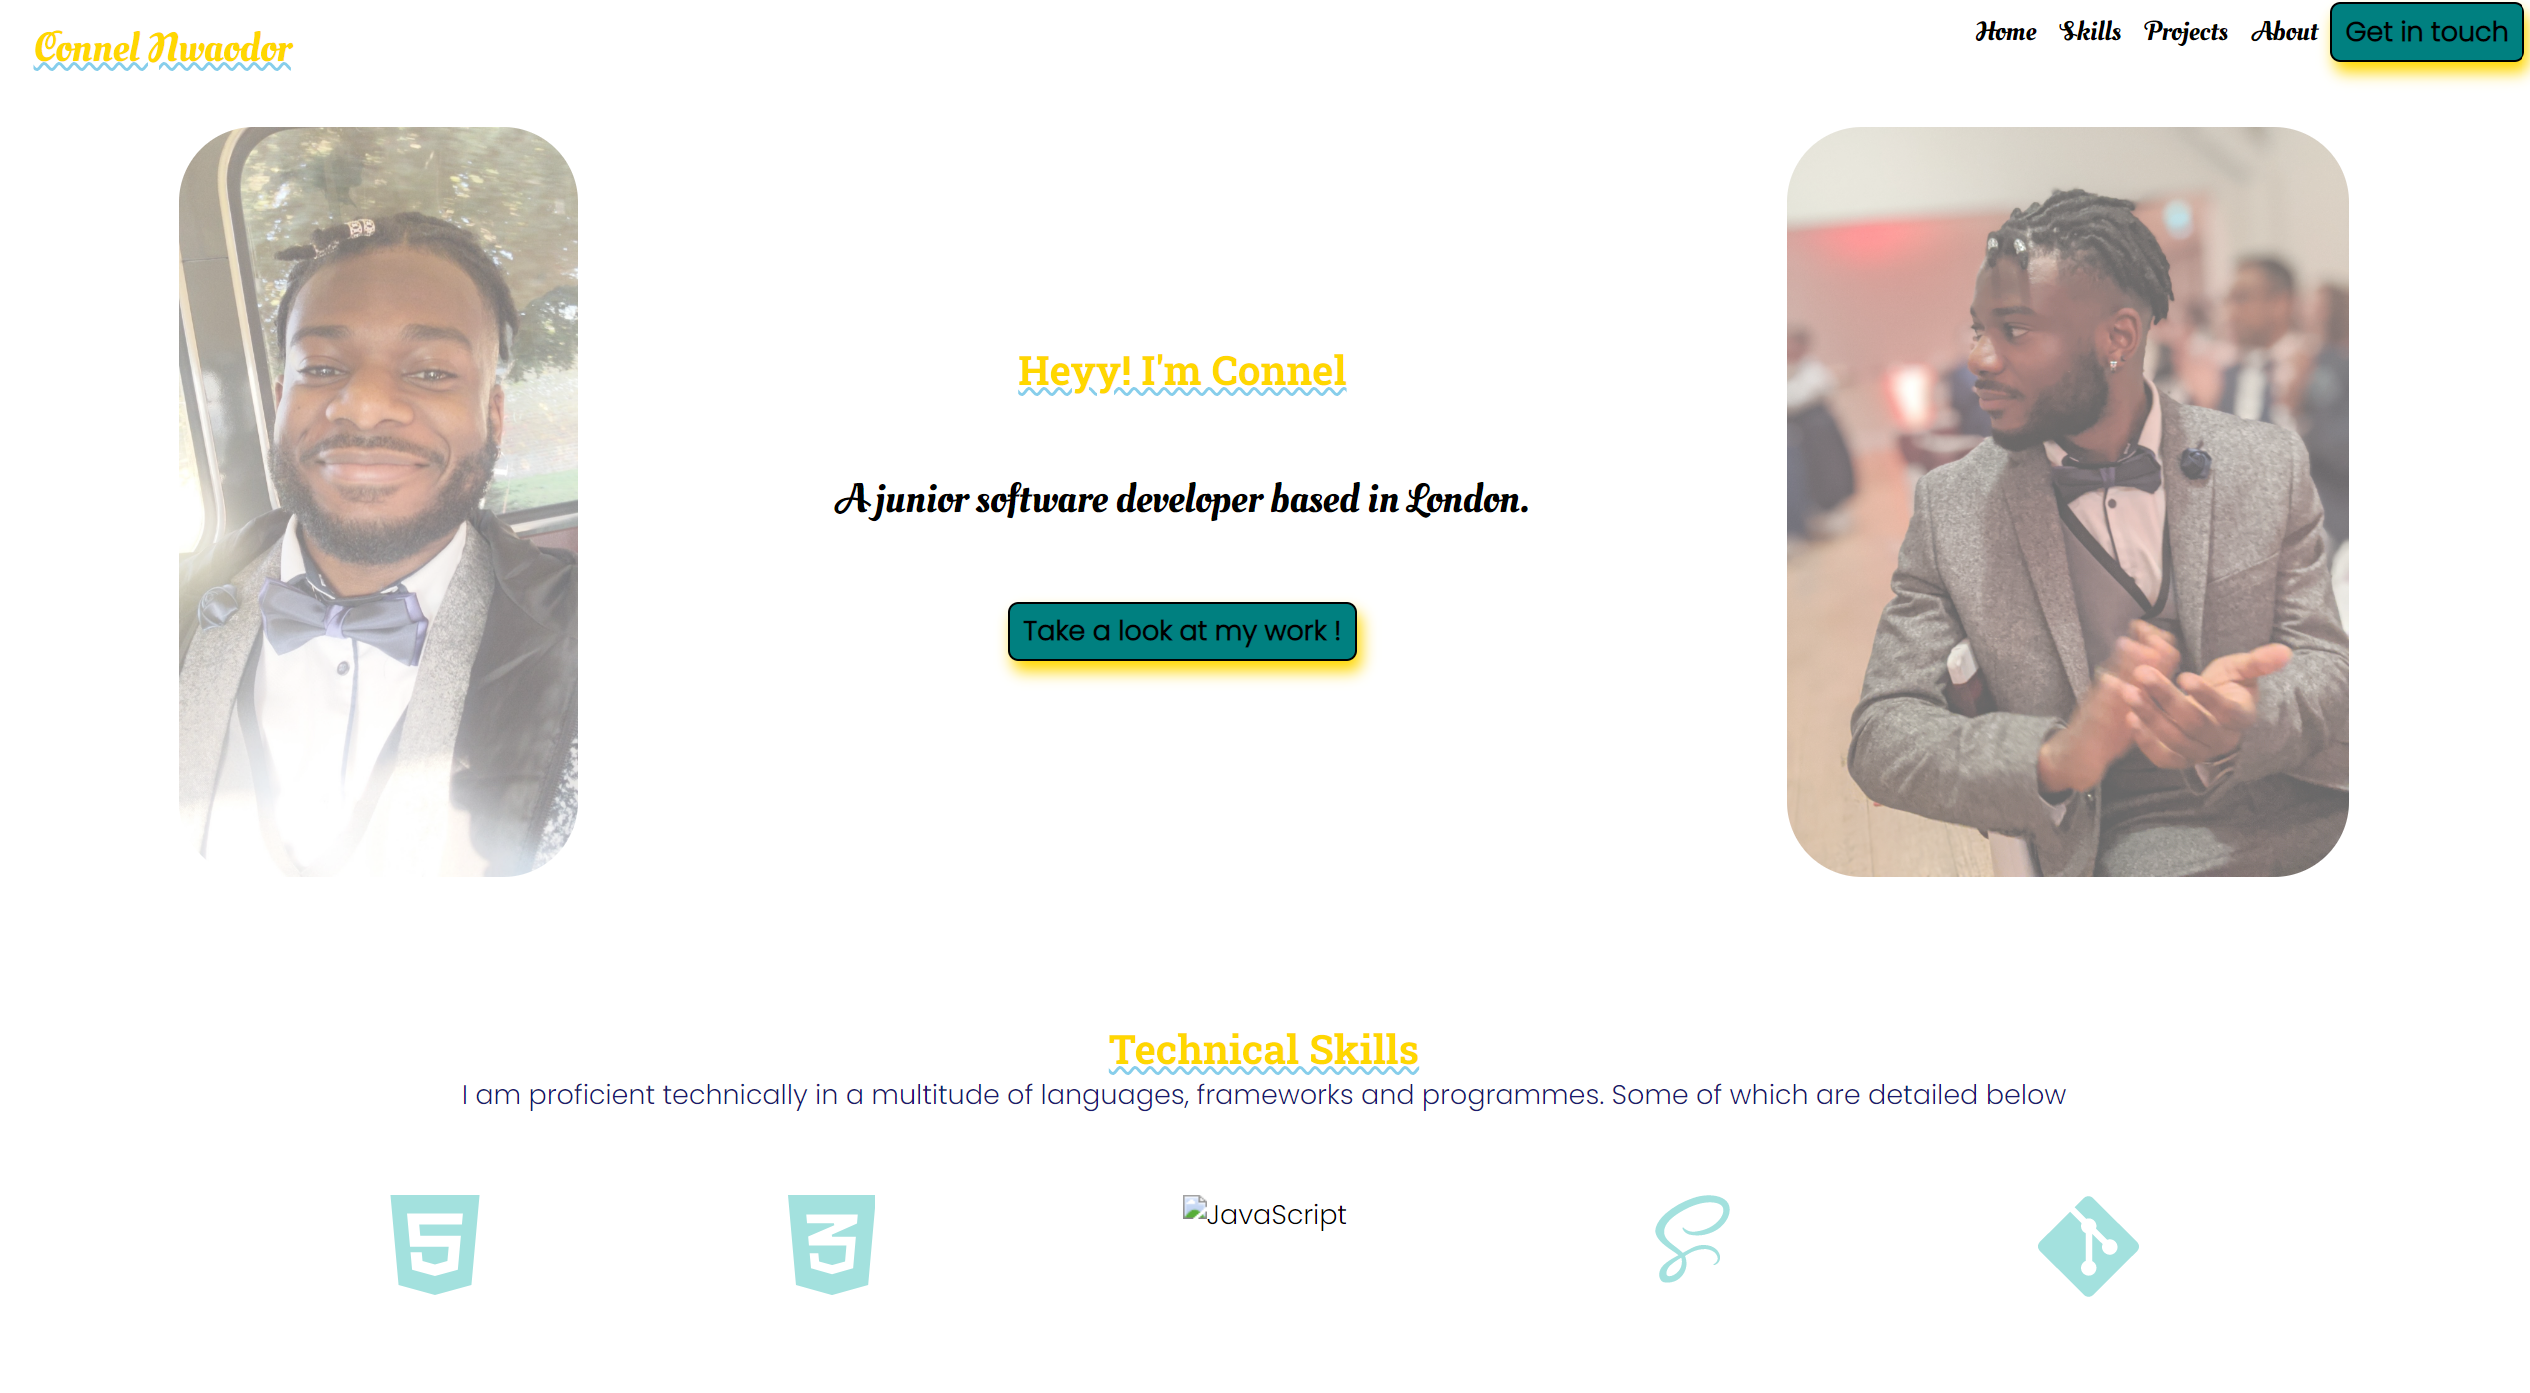 Connel Nwaodor
Home Skills Projects About Get in touch
Heyy! I'm Connel
A junior software developer based in London.
Take a look at my work !
Technical Skills
I am proficient technically in a multitude of languages, frameworks and programmes. Some of which are detailed below
JavaScript